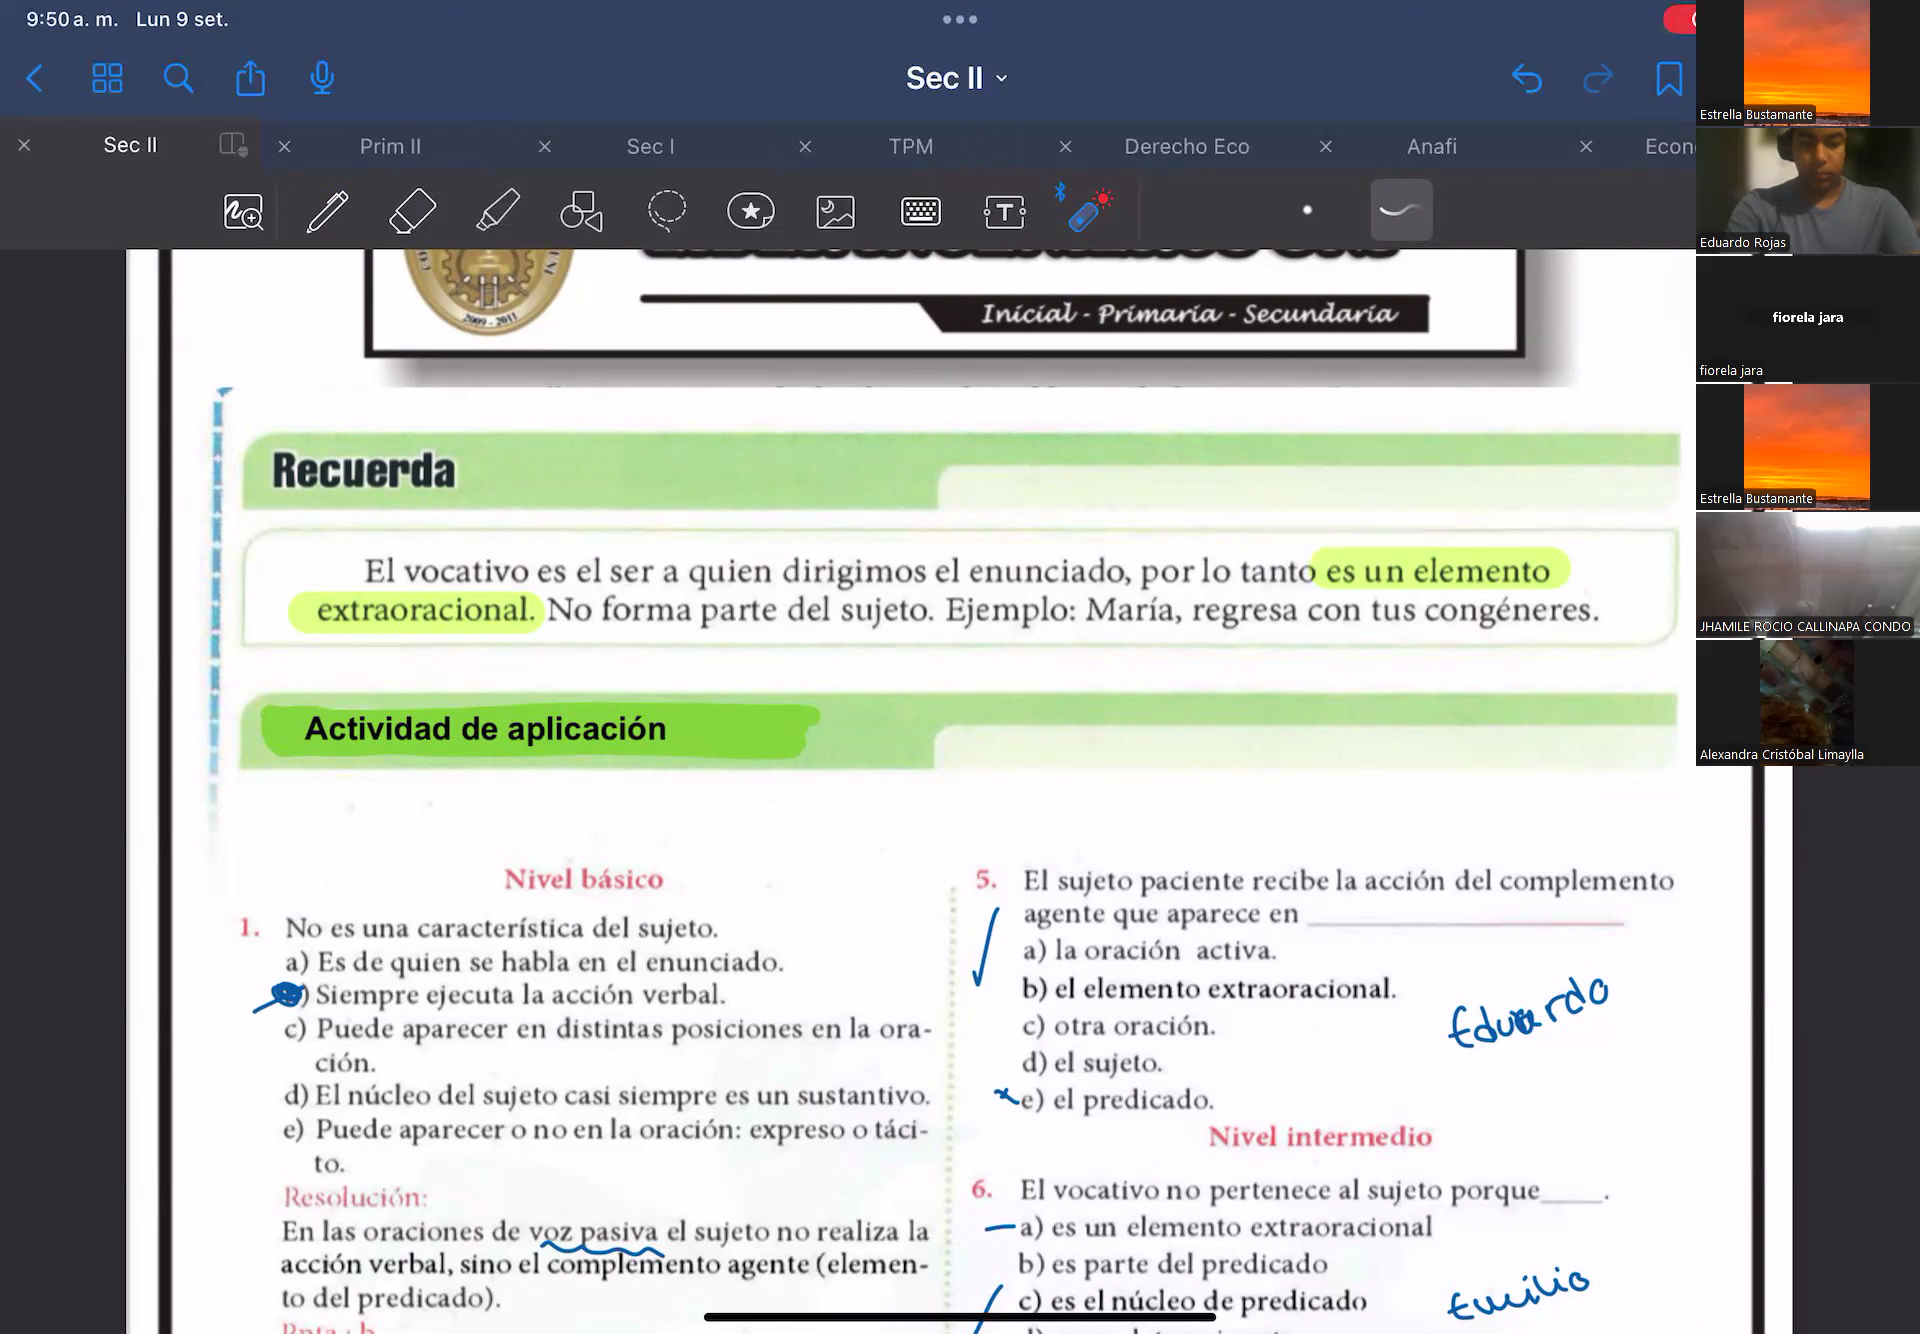 9:50 a. m. Lun 9 set.
Sec II
Sec II
Prim II
Sec I
TPM
Derecho Eco
Anafi
Econ
Estrella Bustamante
Eduardo Rojas
fiorela jara
fiorela jara
Estrella Bustamante
JHAMILE ROCIO CALLINAPA CONDO
Alexandra Cristóbal Limaylla
2009 - 2011
Inicial - Primaria - Secundaria
Recuerda
El vocativo es el ser a quien dirigimos el enunciado, por lo tanto es un elemento
extraoracional. No forma parte del sujeto. Ejemplo: María, regresa con tus congéneres.
Actividad de aplicación
Nivel básico
1. No es una característica del sujeto.
a) Es de quien se habla en el enunciado.
) Siempre ejecuta la acción verbal.
c) Puede aparecer en distintas posiciones en la ora-
ción.
d) El núcleo del sujeto casi siempre es un sustantivo.
e) Puede aparecer o no en la oración: expreso o táci-
to.
Resolución:
En las oraciones de voz pasiva el sujeto no realiza la
acción verbal, sino el complemento agente (elemen-
to del predicado).
Rpta.: b
5. El sujeto paciente recibe la acción del complemento
agente que aparece en ____
a) la oración activa.
b) el elemento extraoracional.
c) otra oración.
d) el sujeto.
e) el predicado.
Eduardo
Nivel intermedio
6. El vocativo no pertenece al sujeto porque____.
a) es un elemento extraoracional
b) es parte del predicado
c) es el núcleo de predicado
Emilio